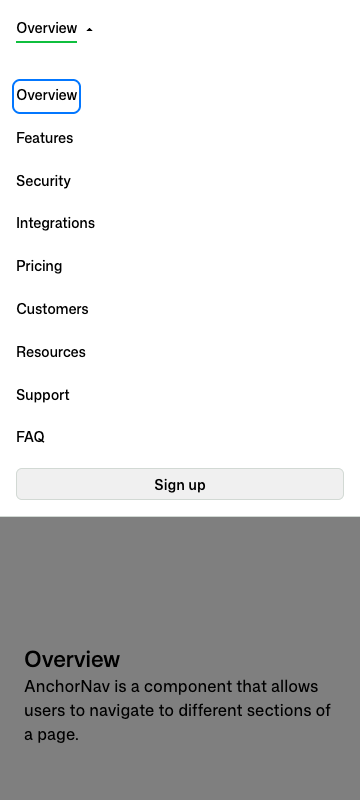 Overview
Overview
Features
Security
Integrations
Pricing
Customers
Resources
Support
FAQ
Sign up
Overview
AnchorNav is a component that allows
users to navigate to different sections of
a page.